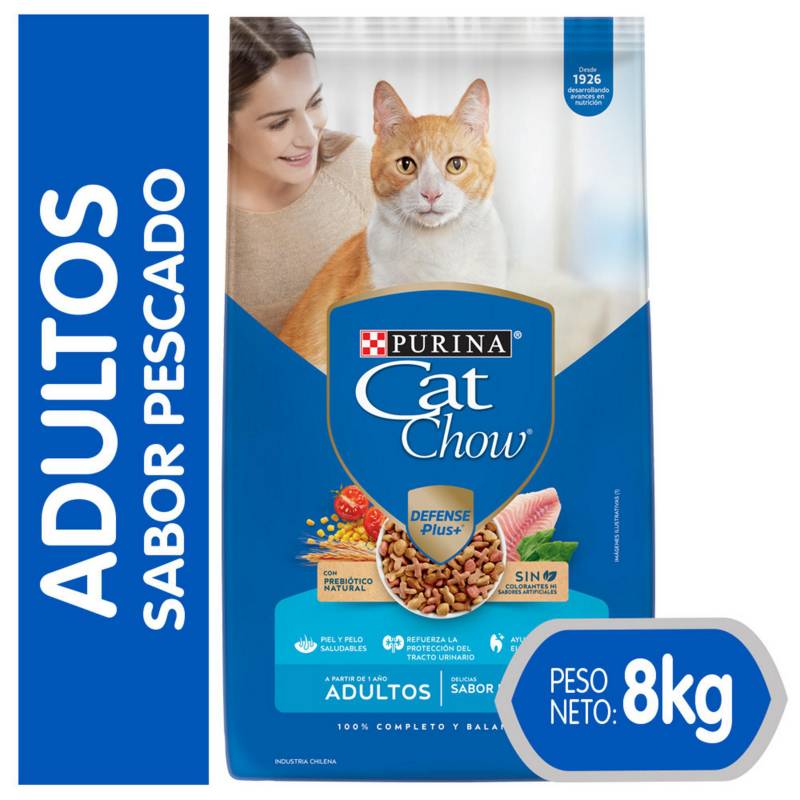 ADULTOS
SABOR PESCADO
Desde
1926
desarrollando
avances en
nutrición
PURINA®
Cat
Chow®
DEFENSE
Plus+
CON
PREBIÓTICO
NATURAL
SIN
COLORANTES NI
SABORES ARTIFICIALES
IMÁGENES ILUSTRATIVAS (1)
PIEL Y PELO
SALUDABLES
REFUERZA LA
PROTECCIÓN DEL
TRACTO URINARIO
A PARTIR DE 1 AÑO
ADULTOS
DELICIAS
SABOR
100% COMPLETO Y
INDUSTRIA CHILENA
PESO
NETO: 8kg